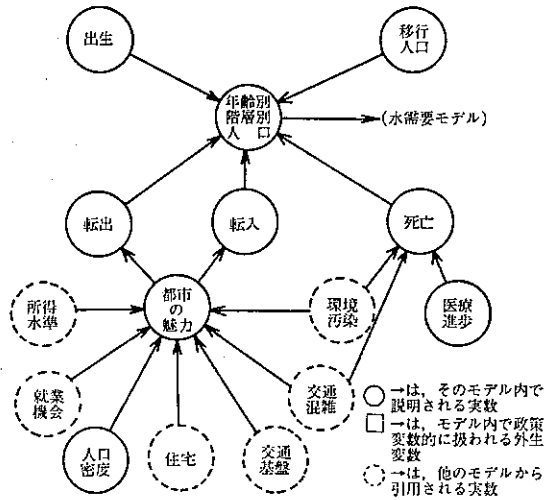 出生
移行
人口
年齢別
階層別
人 口
→(水需要モデル)
転出
転入
死亡
所得
水準
都市
の
魅力
環境
汚染
医療
進歩
就業
機会
交通
混雑
人口
密度
住宅
交通
基盤
○→は，そのモデル内で
説明される実数
□→は，モデル内で政策
変数的に扱われる外生
変数
◌→は，他のモデルから
引用される実数